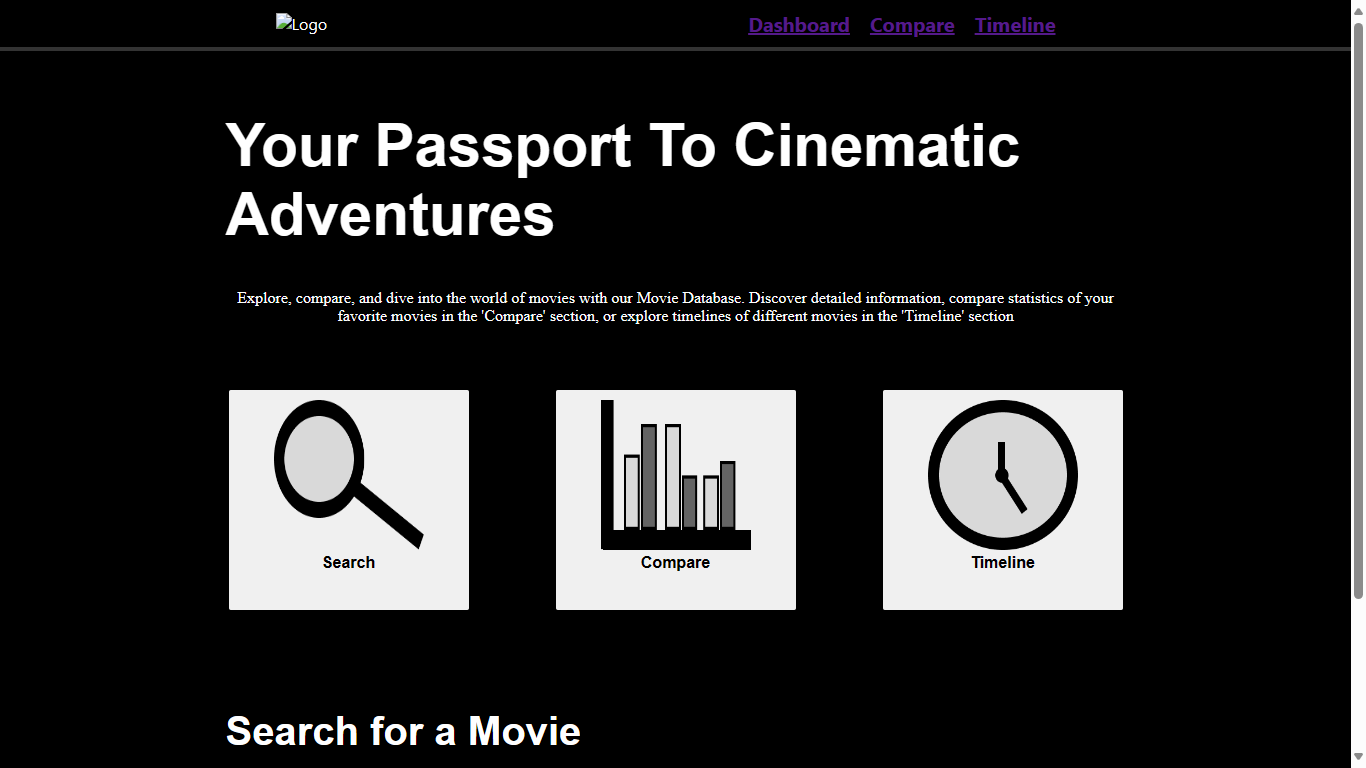 Logo
Dashboard Compare Timeline
Your Passport To Cinematic
Adventures
Explore, compare, and dive into the world of movies with our Movie Database. Discover detailed information, compare statistics of your
favorite movies in the 'Compare' section, or explore timelines of different movies in the 'Timeline' section
Search
Compare
Timeline
Search for a Movie